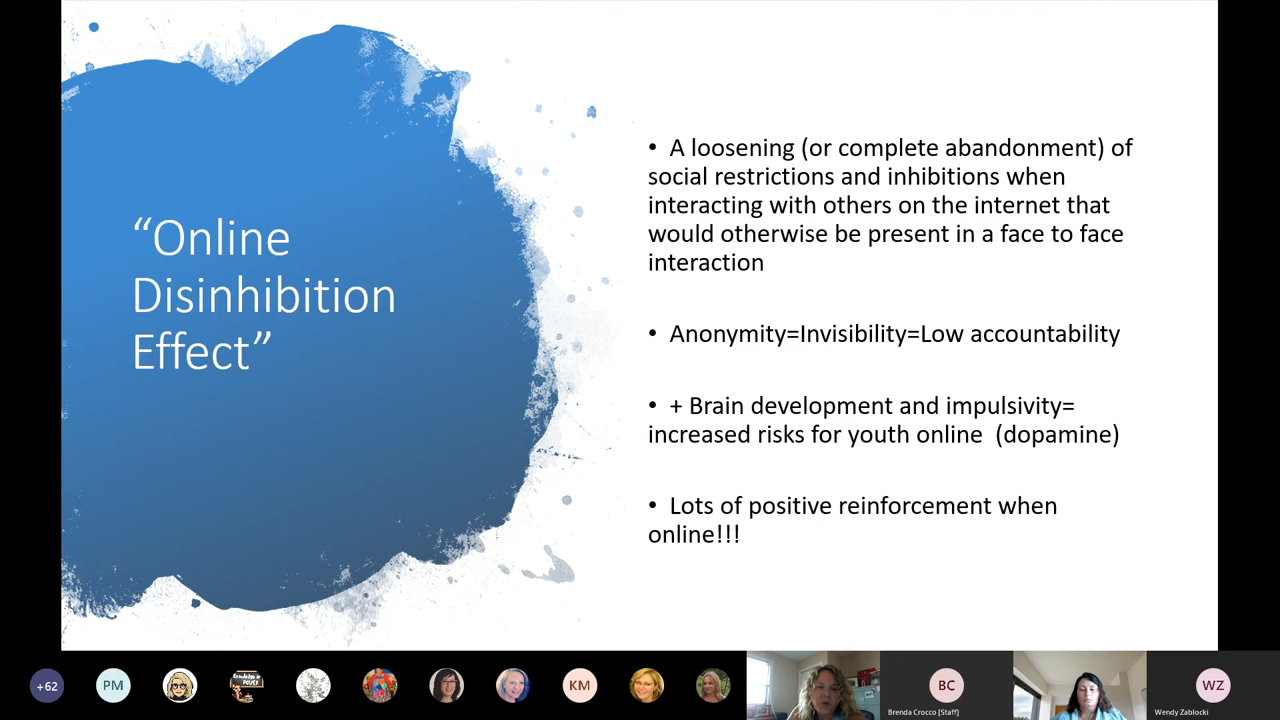 “Online
Disinhibition
Effect”
• A loosening (or complete abandonment) of
social restrictions and inhibitions when
interacting with others on the internet that
would otherwise be present in a face to face
interaction
• Anonymity=Invisibility=Low accountability
• + Brain development and impulsivity=
increased risks for youth online (dopamine)
• Lots of positive reinforcement when
online!!!
+62
PM
Knowledge is
POWER
KM
BC
Brenda Crocco [Staff]
WZ
Wendy Zablocki